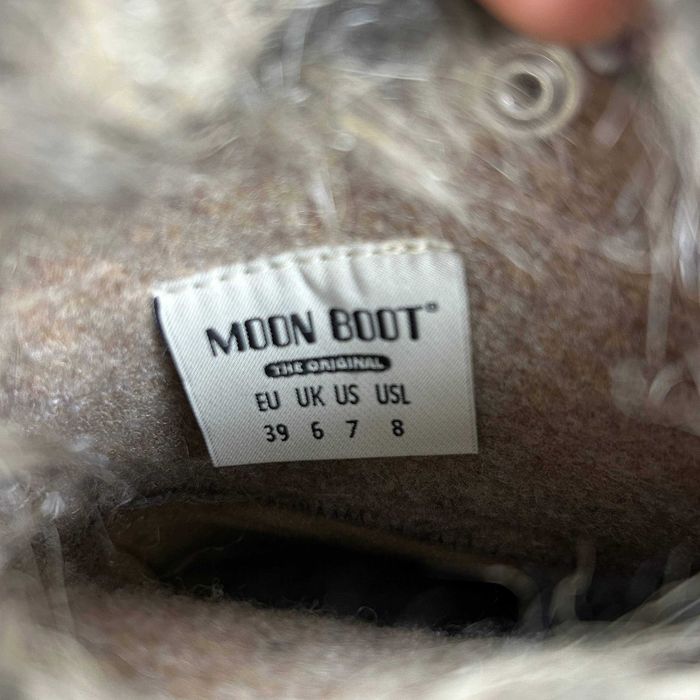 MOON BOOT®
THE ORIGINAL
EU UK US USL
39 6 7 8